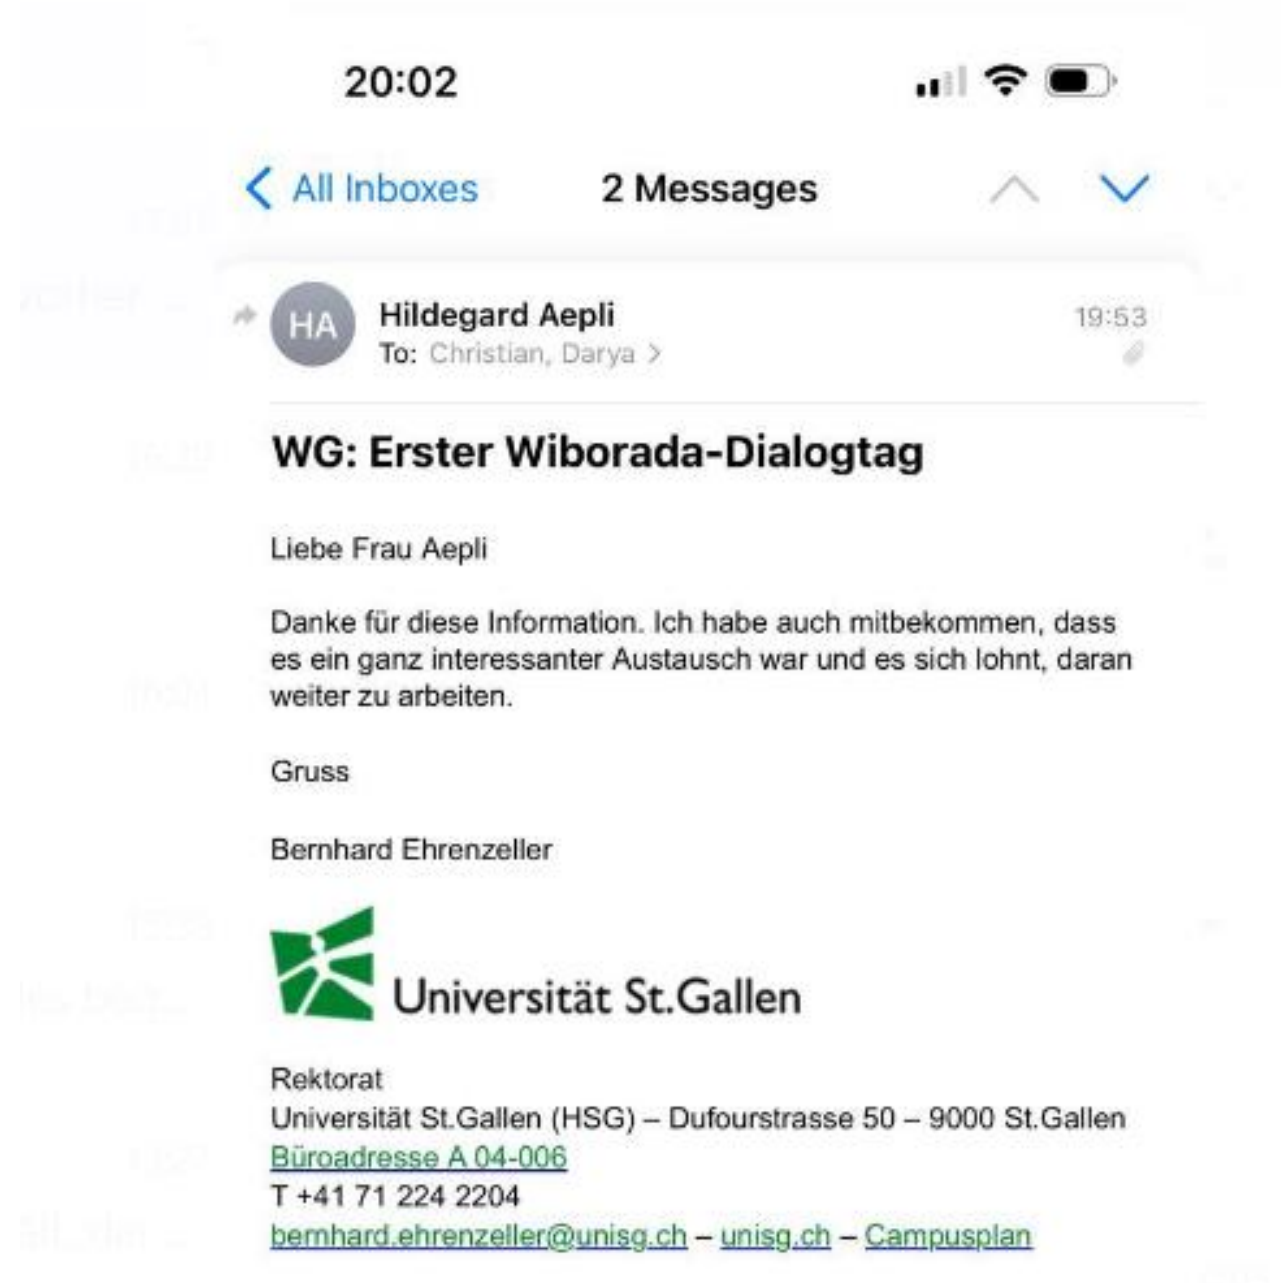 20:02
All Inboxes
2 Messages
HA
Hildegard Aepli
19:53
To: Christian, Darya >
WG: Erster Wiborada-Dialogtag
Liebe Frau Aepli
Danke für diese Information. Ich habe auch mitbekommen, dass
es ein ganz interessanter Austausch war und es sich lohnt, daran
weiter zu arbeiten.
Gruss
Bernhard Ehrenzeller
Universität St.Gallen
Rektorat
Universität St.Gallen (HSG) – Dufourstrasse 50 – 9000 St.Gallen
Büroadresse A 04-006
T +41 71 224 2204
bernhard.ehrenzeller@unisg.ch – unisg.ch – Campusplan